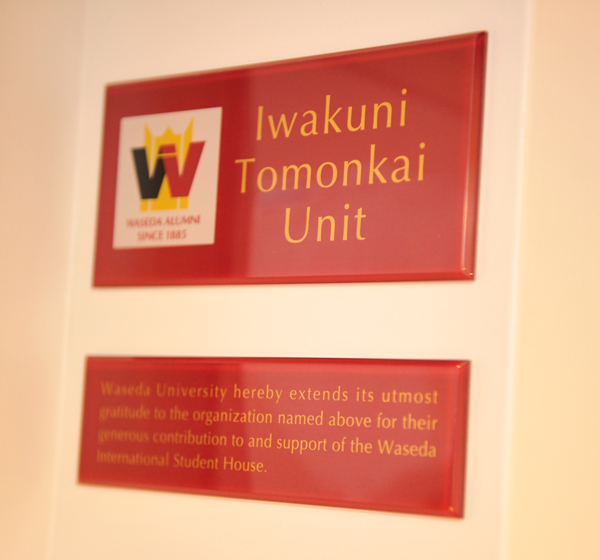 Iwakuni
Tomonkai
Unit
WASEDA ALUMNI
SINCE 1885
Waseda University hereby extends its utmost
gratitude to the organization named above for their
generous contribution to and support of the Waseda
International Student House.